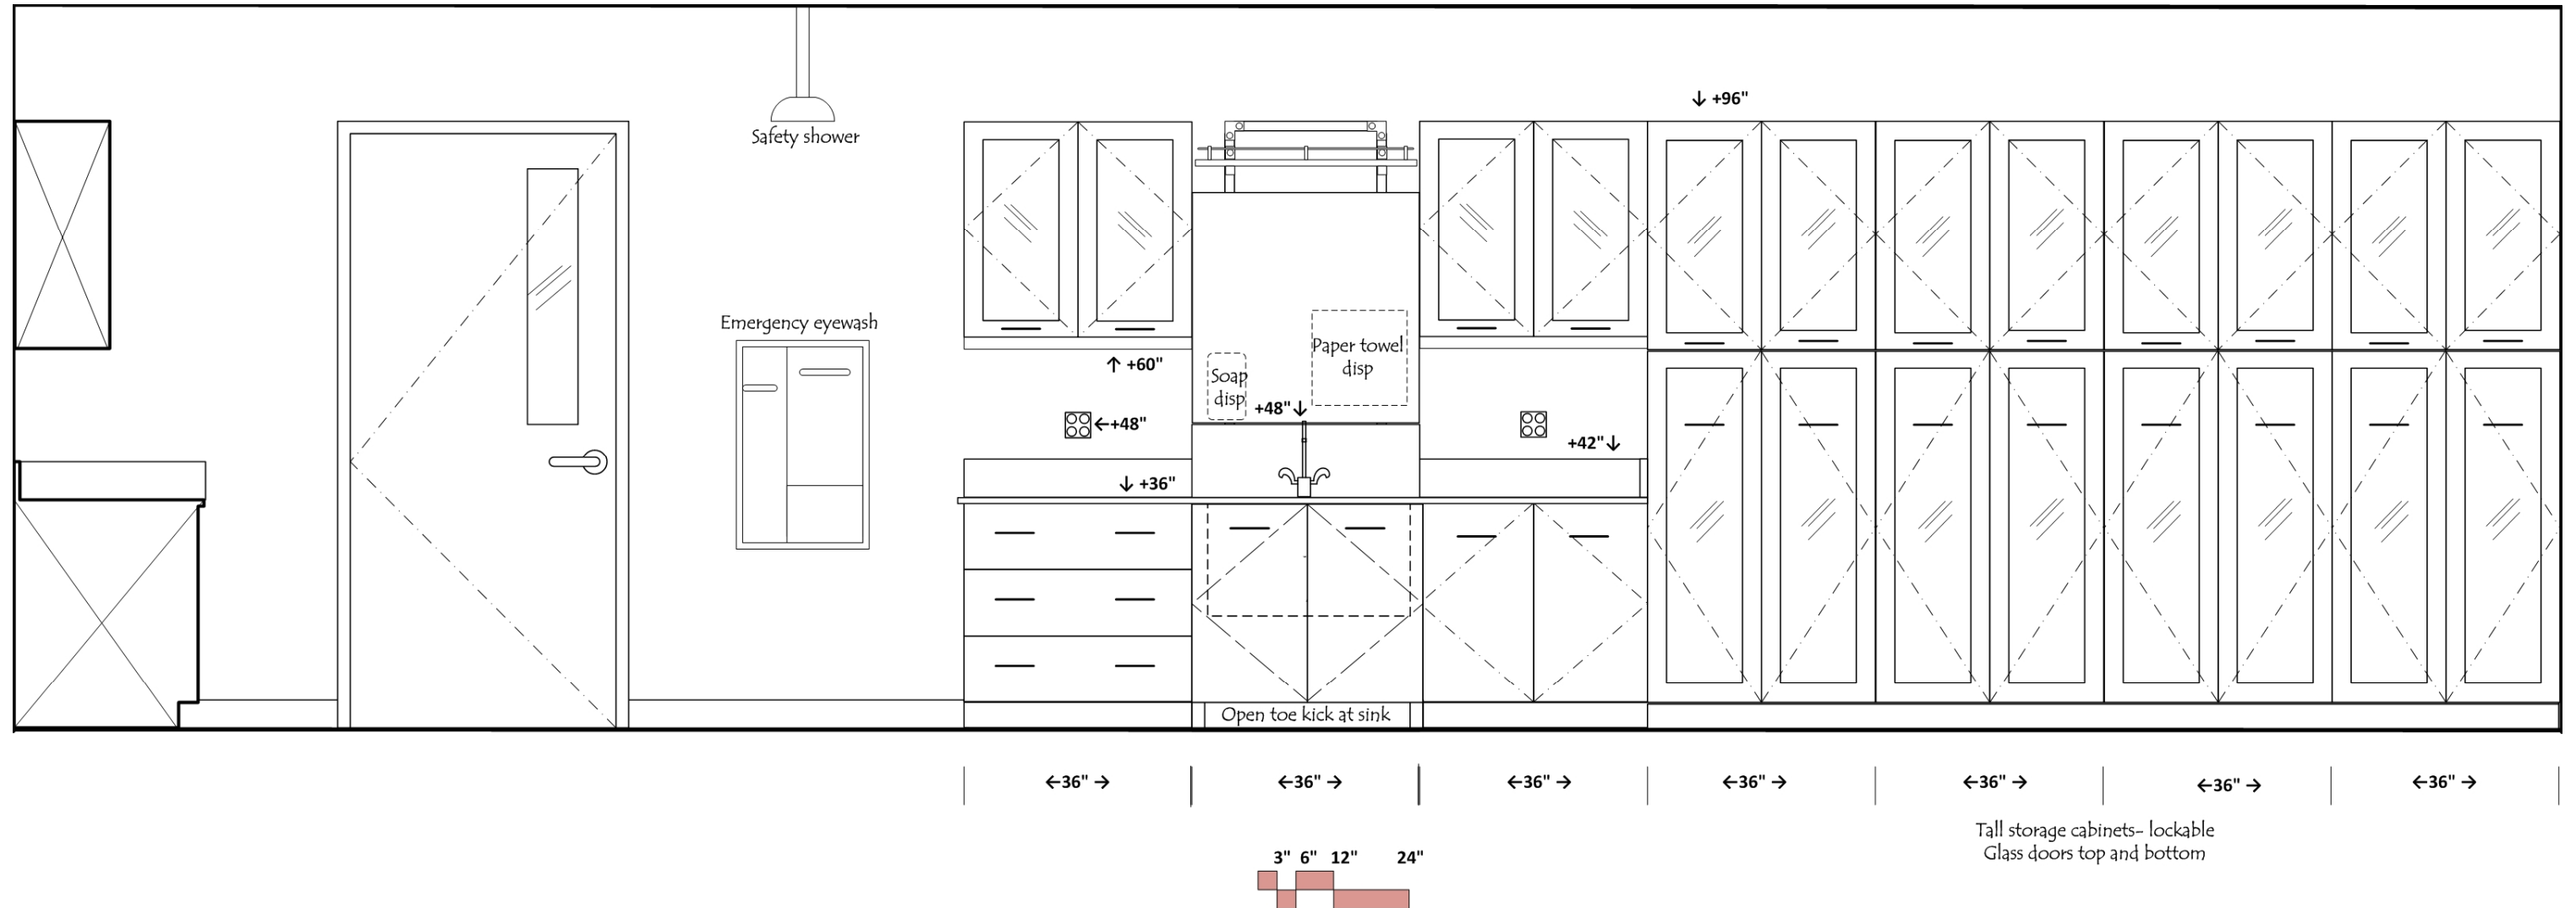 ↓ +96"
Safety shower
Emergency eyewash
↑ +60"
Paper towel
disp
Soap
disp
+48" ↓
←+48"
+42" ↓
↓ +36"
Open toe kick at sink
←36" →
←36" →
←36" →
←36" →
←36" →
←36" →
←36" →
Tall storage cabinets- lockable
Glass doors top and bottom
3" 6" 12" 24"